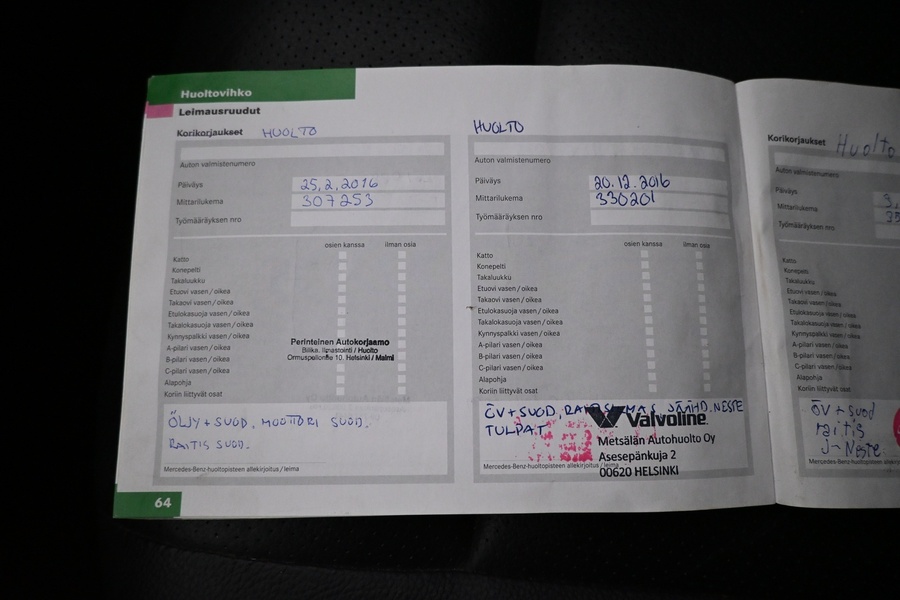 Huoltovihko
Leimausruudut
Korikorjaukset HUOLTO
Auton valmistenumero
Päiväys 25.2.2016
Mittarilukema 307253
Työmääräyksen nro
osien kanssa ilman osia
Katto
Konepelti
Takaluukku
Etuovi vasen / oikea
Takaovi vasen / oikea
Etulokasuoja vasen / oikea
Takalokasuoja vasen / oikea
Kynnyspalkki vasen / oikea
A-pilari vasen / oikea
B-pilari vasen / oikea
C-pilari vasen / oikea
Alapohja
Koriin liittyvät osat
Perinteinen Autokorjaamo
Bilika, Ilmastointi / Huolto
10, Helsinki / Malmi
ÖLJY + SUOD, MOOTTORI SUOD.
RAITIS SUOD.
Mercedes-Benz-huoltopisteen allekirjoitus / leima
64
HUOLTO
Auton valmistenumero
Päiväys 20.12.2016
Mittarilukema 330201
Työmääräyksen nro
osien kanssa ilman osia
Katto
Konepelti
Takaluukku
Etuovi vasen / oikea
Takaovi vasen / oikea
Etulokasuoja vasen / oikea
Takalokasuoja vasen / oikea
Kynnyspalkki vasen / oikea
A-pilari vasen / oikea
B-pilari vasen / oikea
C-pilari vasen / oikea
Alapohja
Koriin liittyvät osat
ÖV + SUOD, JÄÄHD. NESTE
TULPAT
Valvoline
Metsälän Autohuolto Oy
Asesepänkuja 2
00620 HELSINKI
Mercedes-Benz-huoltopisteen allekirjoitus / leima
Korikorjaukset Huolto
Auton valmistenumero
Päiväys
Mittarilukema
Työmääräyksen nro
Katto
Konepelti
Takaluukku
Etuovi vasen / oikea
Takaovi vasen / oikea
Etulokasuoja vasen / oikea
Takalokasuoja vasen / oikea
Kynnyspalkki vasen / oikea
A-pilari vasen / oikea
B-pilari vasen / oikea
C-pilari vasen / oikea
Alapohja
Koriin liittyvät osat
ÖV + suod
raitis
j-Neste
Mercedes-Benz-huoltopisteen allekirjoitus